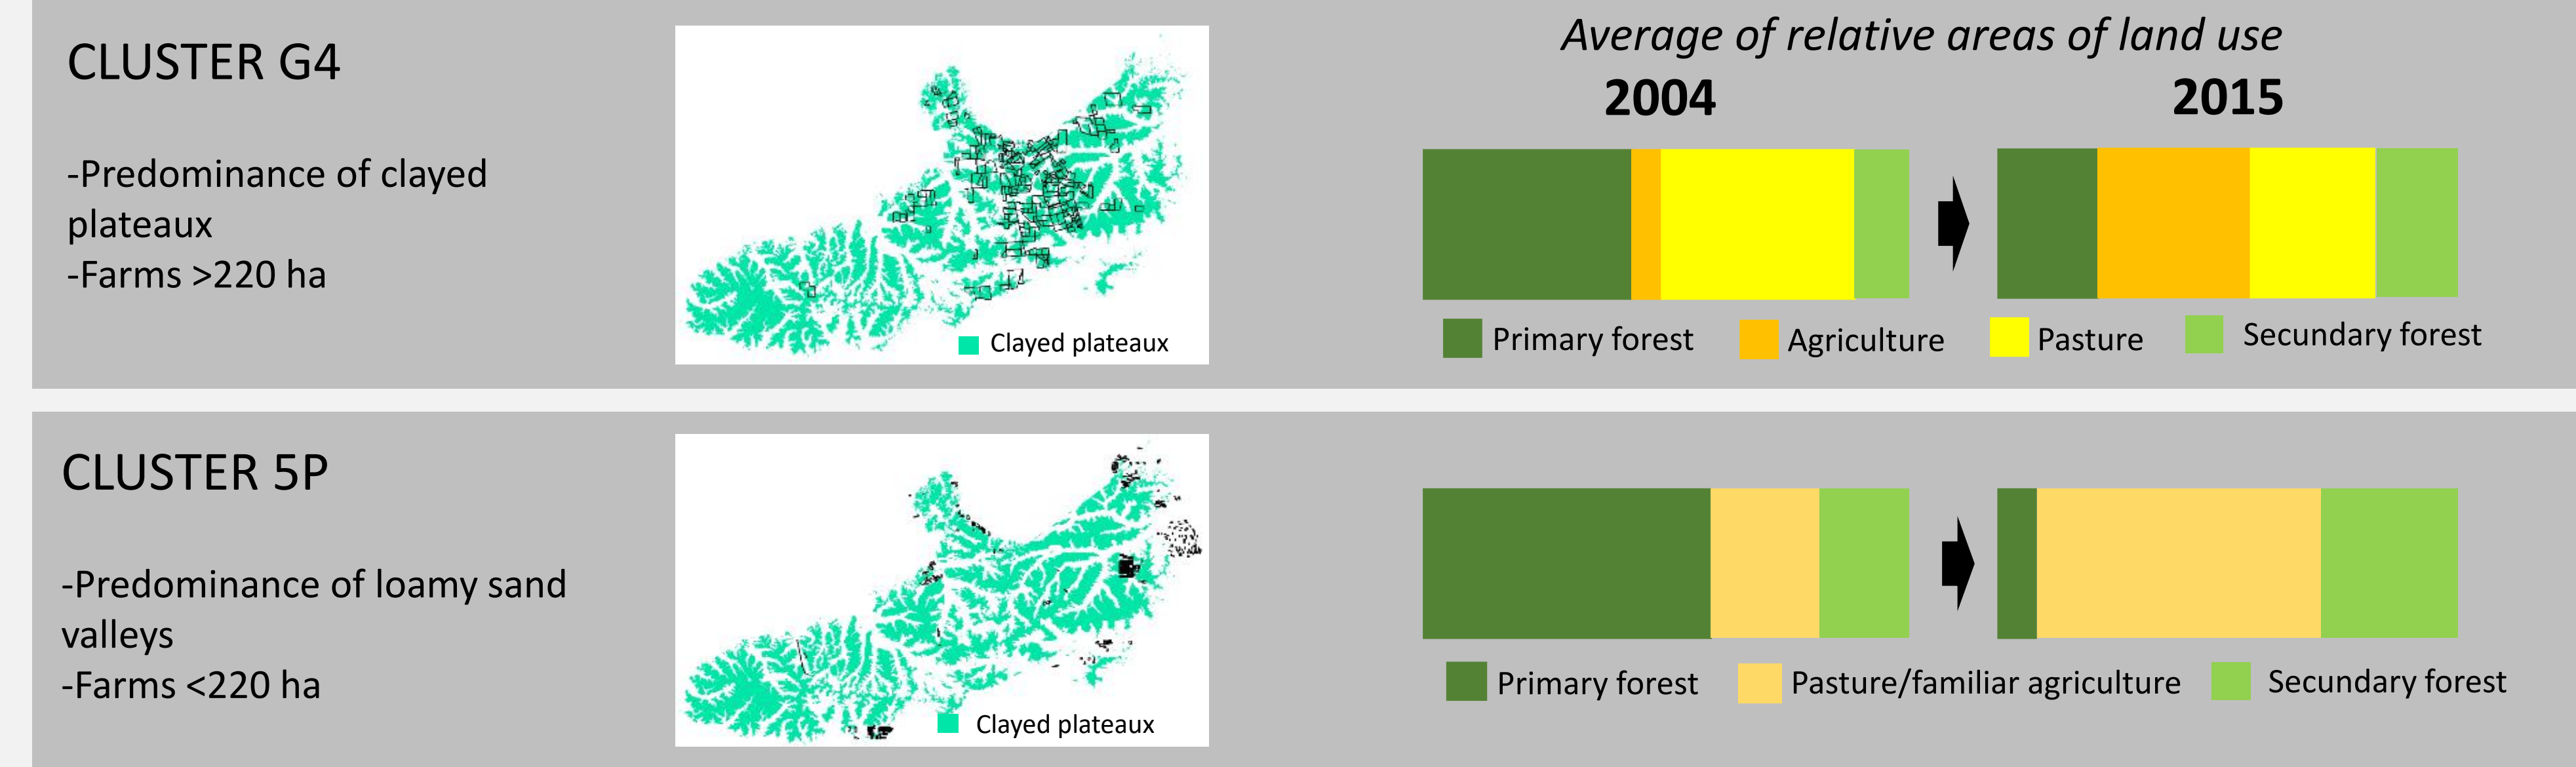 CLUSTER G4
-Predominance of clayed
plateaux
-Farms >220 ha
Clayed plateaux
Average of relative areas of land use
2004
2015
Primary forest
Agriculture
Pasture
Secundary forest
CLUSTER 5P
-Predominance of loamy sand
valleys
-Farms <220 ha
Clayed plateaux
Primary forest
Pasture/familiar agriculture
Secundary forest